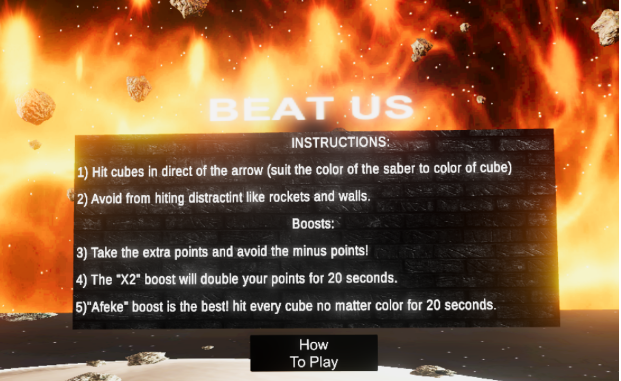 BEAT US
INSTRUCTIONS:
1) Hit cubes in direct of the arrow (suit the color of the saber to color of cube)
2) Avoid from hiting distractint like rockets and walls.
Boosts:
3) Take the extra points and avoid the minus points!
4) The "X2" boost will double your points for 20 seconds.
5)"Afeke" boost is the best! hit every cube no matter color for 20 seconds.
How
To Play